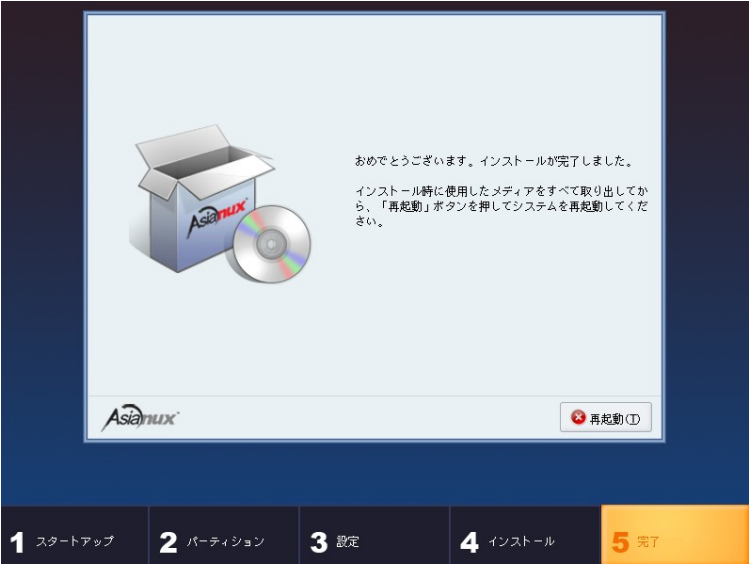 おめでとうございます。インストールが完了しました。
インストール時に使用したメディアをすべて取り出してか
ら、「再起動」ボタンを押してシステムを再起動してくだ
さい。
Asianux
Asianux
再起動(T)
1 スタートアップ
2 パーティション
3 設定
4 インストール
5 完了